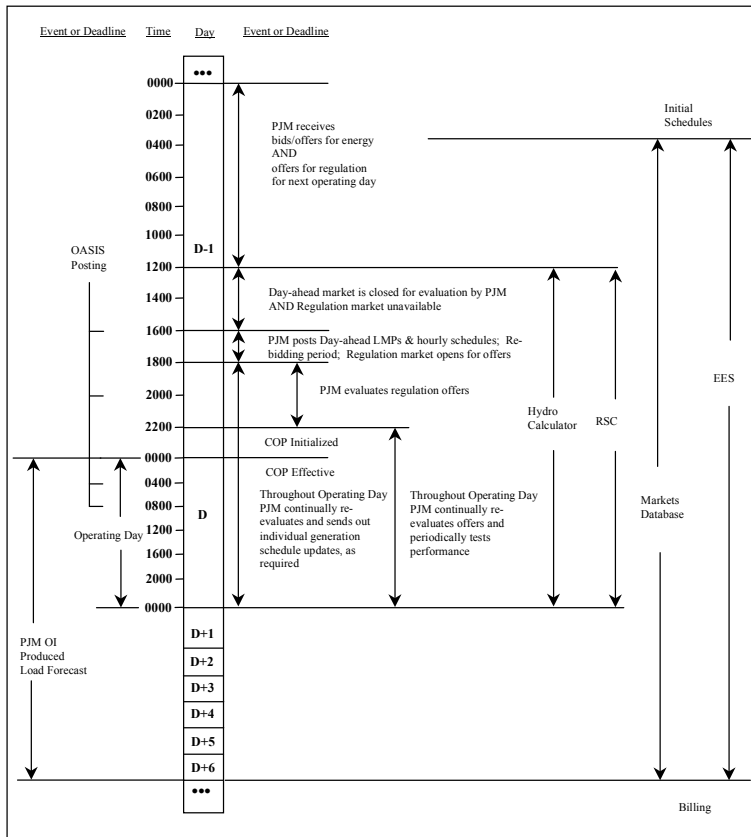 Event or Deadline Time Day Event or Deadline
•••
0000
0200
0400
0600
0800
1000
1200
1400
1600
1800
2000
2200
0000
0400
0800
1200
1600
2000
0000
D-1
D
D+1
D+2
D+3
D+4
D+5
D+6
•••
PJM receives
bids/offers for energy
AND
offers for regulation
for next operating day
Initial
Schedules
OASIS
Posting
Day-ahead market is closed for evaluation by PJM
AND Regulation market unavailable
PJM posts Day-ahead LMPs & hourly schedules; Re-
bidding period; Regulation market opens for offers
PJM evaluates regulation offers
COP Initialized
COP Effective
Throughout Operating Day
PJM continually re-
evaluates and sends out
individual generation
schedule updates, as
required
Throughout Operating Day
PJM continually re-
evaluates offers and
periodically tests
performance
Hydro
Calculator
RSC
EES
Markets
Database
Operating Day
PJM OI
Produced
Load Forecast
Billing